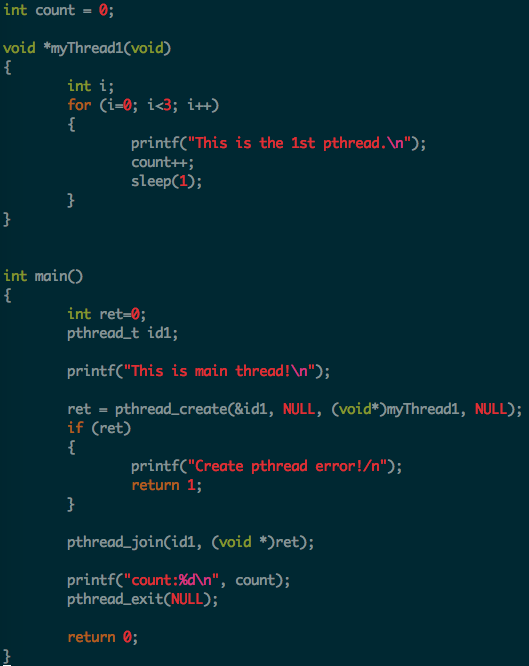 int count = 0;
void *myThread1(void)
{
int i;
for (i=0; i<3; i++)
{
printf("This is the 1st pthread.\n");
count++;
sleep(1);
}
}
int main()
{
int ret=0;
pthread_t id1;
printf("This is main thread!\n");
ret = pthread_create(&id1, NULL, (void*)myThread1, NULL);
if (ret)
{
printf("Create pthread error!/n");
return 1;
}
pthread_join(id1, (void *)ret);
printf("count:%d\n", count);
pthread_exit(NULL);
return 0;
}